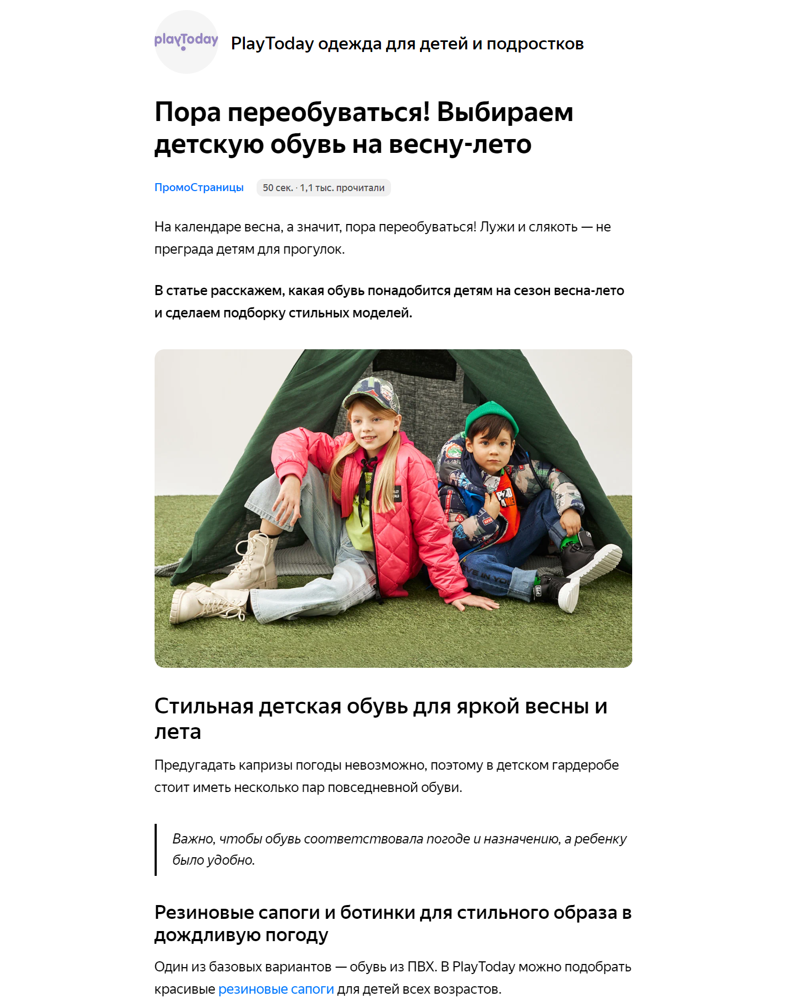 playToday
PlayToday одежда для детей и подростков
Пора переобуваться! Выбираем
детскую обувь на весну-лето
ПромоСтраницы
50 сек. · 1,1 тыс. прочитали
На календаре весна, а значит, пора переобуваться! Лужи и слякоть — не
преграда детям для прогулок.
В статье расскажем, какая обувь понадобится детям на сезон весна-лето
и сделаем подборку стильных моделей.
PTD
Стильная детская обувь для яркой весны и
лета
Предугадать капризы погоды невозможно, поэтому в детском гардеробе
стоит иметь несколько пар повседневной обуви.
Важно, чтобы обувь соответствовала погоде и назначению, а ребенку
было удобно.
Резиновые сапоги и ботинки для стильного образа в
дождливую погоду
Один из базовых вариантов — обувь из ПВХ. В PlayToday можно подобрать
красивые резиновые сапоги для детей всех возрастов.